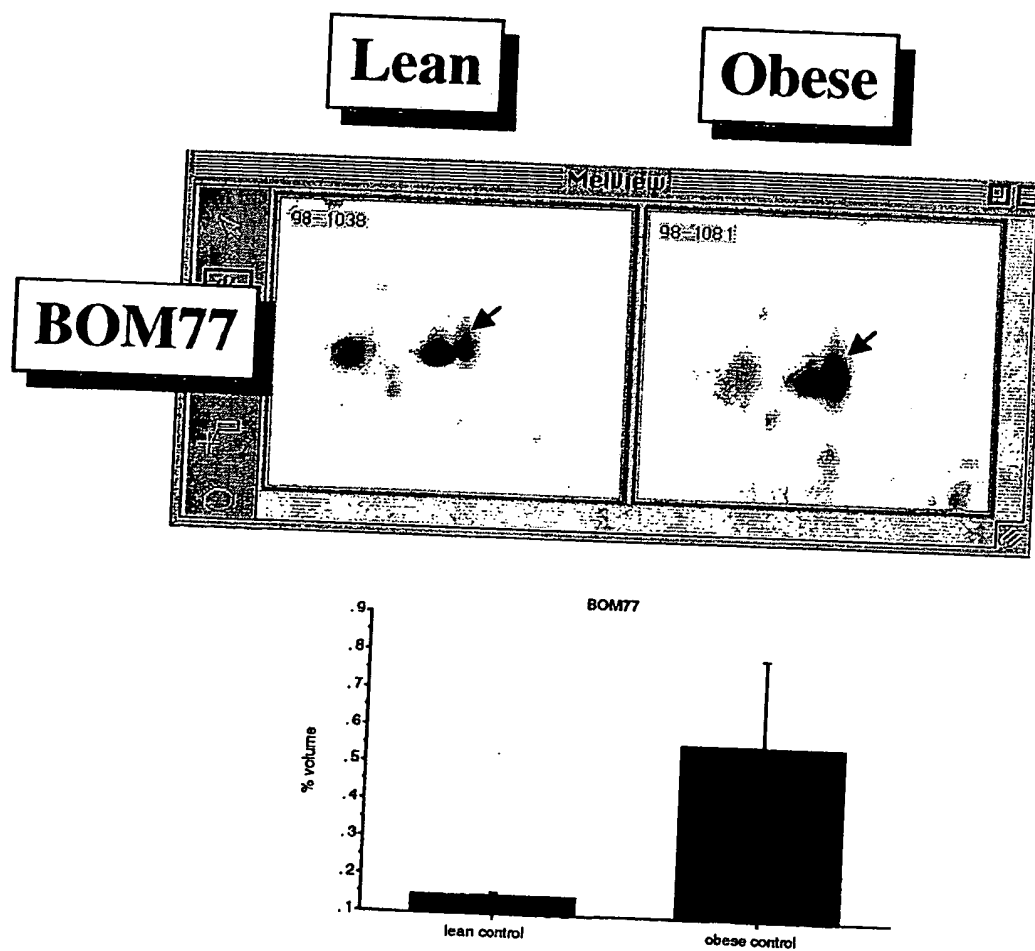 Lean
Obese
MelView
98-1038
98-1081
BOM77
BOM77
.9
.8
.7
.6
.5
.4
.3
.2
.1
% volume
lean control
obese control